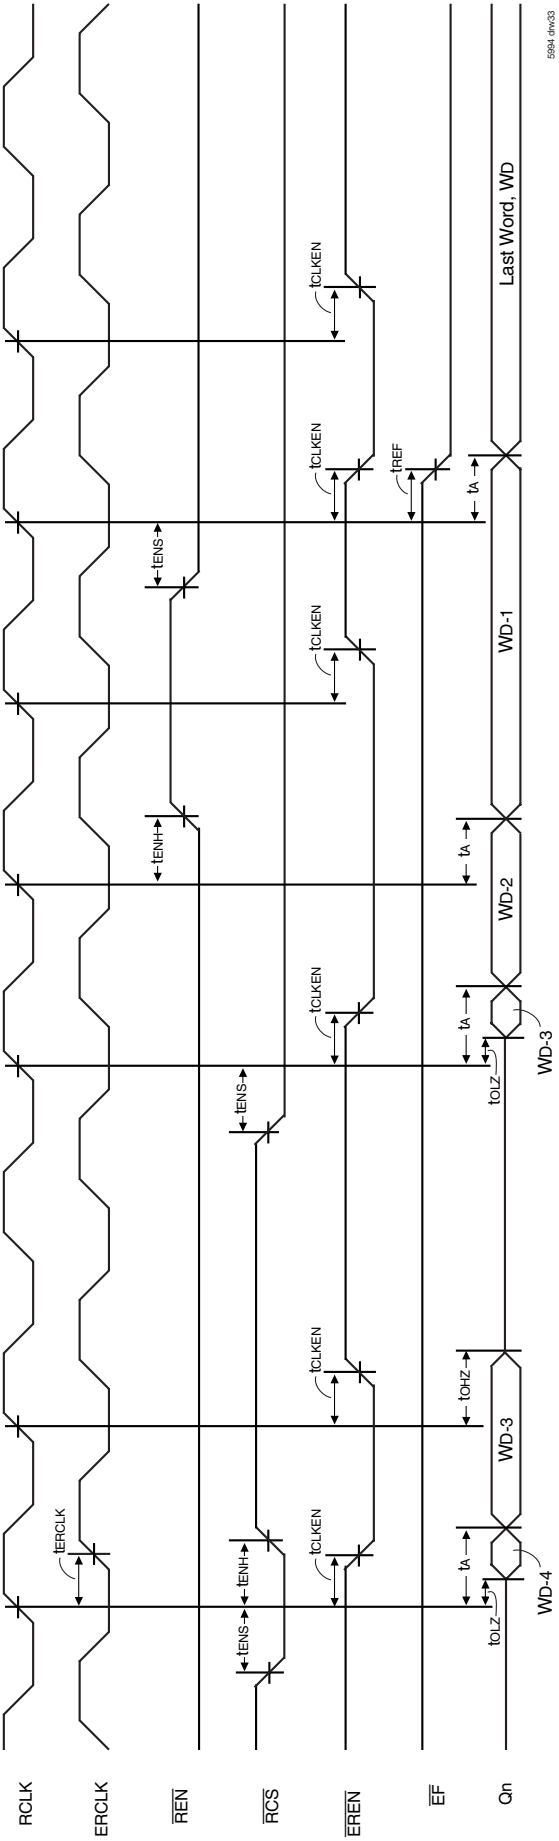 RCLK
ERCLK
tERCLK
REN
tENH
tENS
RCS
tENS
tENH
tENS
EREN
tCLKEN
tCLKEN
tCLKEN
tCLKEN
tCLKEN
tCLKEN
EF
tREF
Qn
tOLZ
tA
tOHZ
tOLZ
tA
tA
tA
WD-4
WD-3
WD-3
WD-2
WD-1
Last Word, WD
5994 drw33